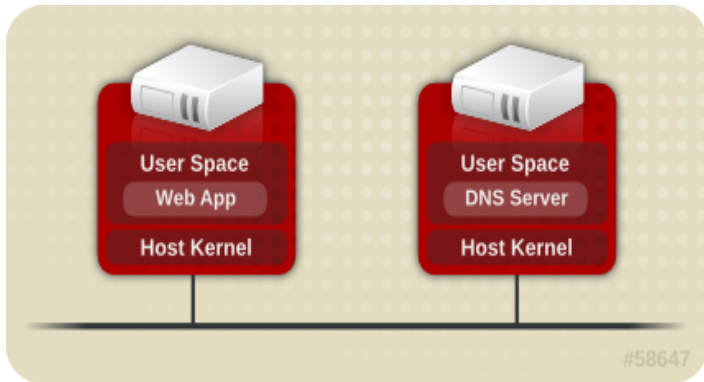 User Space
Web App
Host Kernel
User Space
DNS Server
Host Kernel
#58647